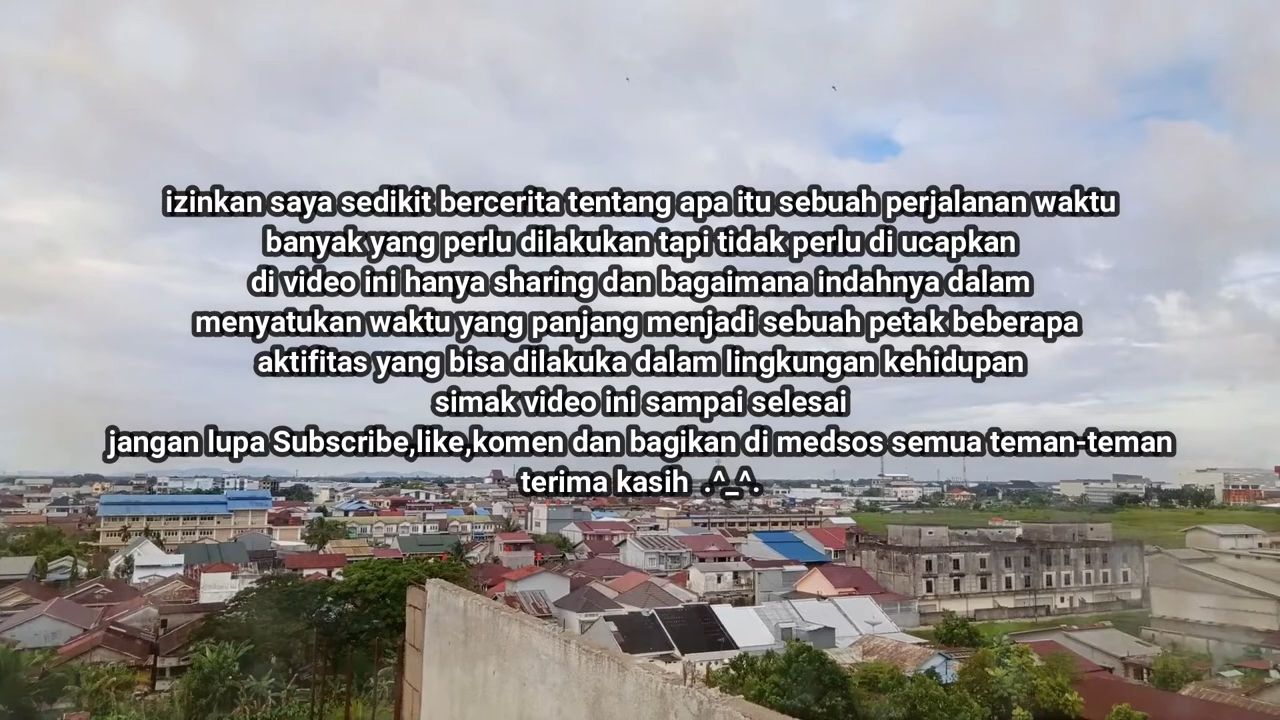 izinkan saya sedikit bercerita tentang apa itu sebuah perjalanan waktu
banyak yang perlu dilakukan tapi tidak perlu di ucapkan
di video ini hanya sharing dan bagaimana indahnya dalam
menyatukan waktu yang panjang menjadi sebuah petak beberapa
aktifitas yang bisa dilakuka dalam lingkungan kehidupan
simak video ini sampai selesai
jangan lupa Subscribe,like,komen dan bagikan di medsos semua teman-teman
terima kasih .^_^.